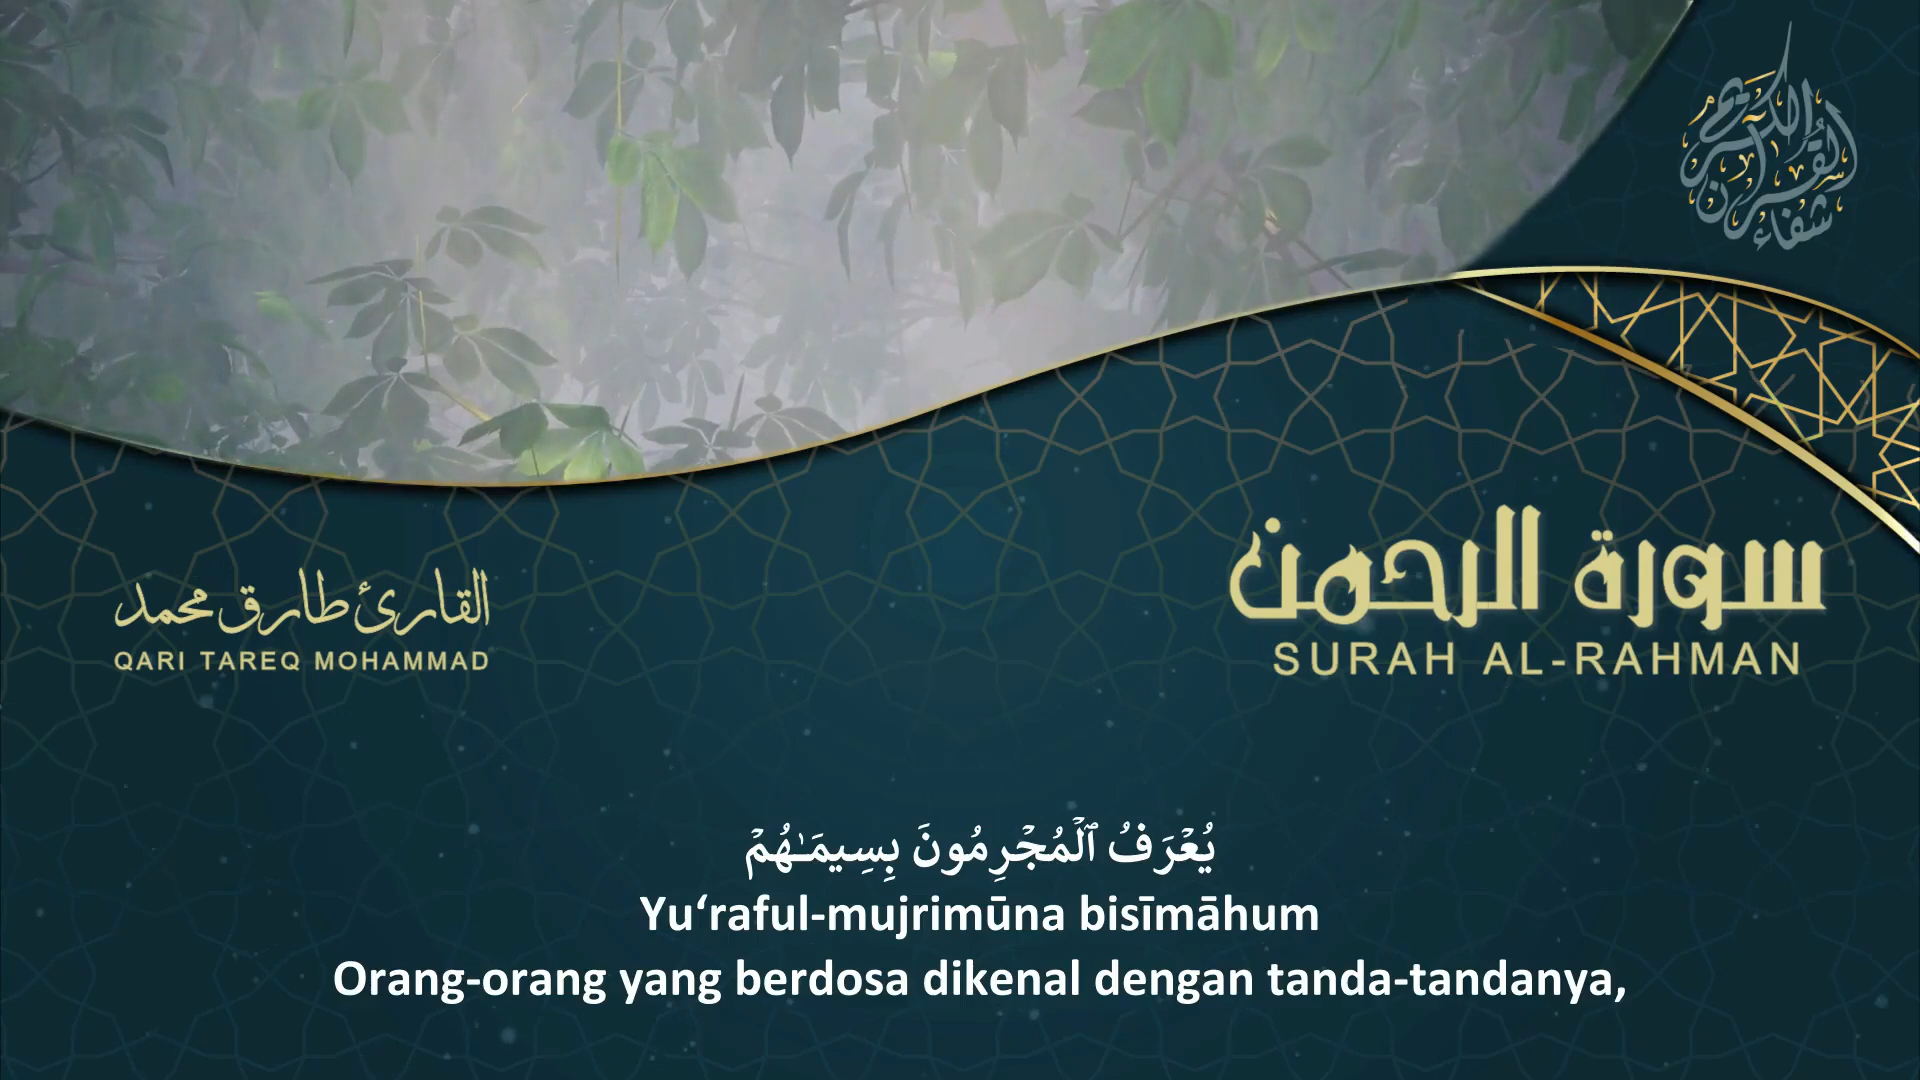 القرآن الكريم شفاء
سورة الرحمن
SURAH AL-RAHMAN
القارئ طارق محمد
QARI TAREQ MOHAMMAD
يُعْرَفُ ٱلْمُجْرِمُونَ بِسِيمَـٰهُمْ
Yu‘raful-mujrimūna bisīmāhum
Orang-orang yang berdosa dikenal dengan tanda-tandanya,